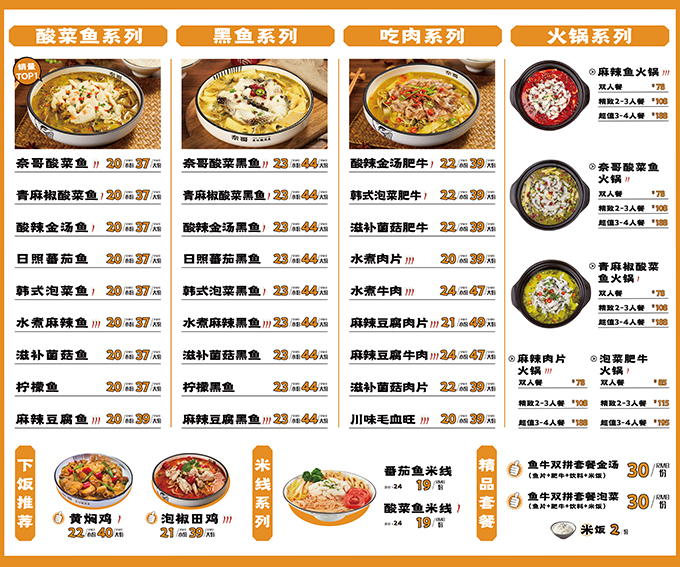 酸菜鱼系列
销量
TOP1
奈哥酸菜鱼 20/小份 37/大份
青麻椒酸菜鱼 20/小份 37/大份
酸辣金汤鱼 20/小份 37/大份
日照蕃茄鱼 20/小份 37/大份
韩式泡菜鱼 20/小份 37/大份
水煮麻辣鱼 20/小份 37/大份
滋补菌菇鱼 20/小份 37/大份
柠檬鱼 20/小份 37/大份
麻辣豆腐鱼 20/小份 39/大份
黑鱼系列
奈哥
奈哥酸菜黑鱼 23/小份 44/大份
青麻椒酸菜黑鱼 23/小份 44/大份
酸辣金汤黑鱼 23/小份 44/大份
日照蕃茄黑鱼 23/小份 44/大份
韩式泡菜黑鱼 23/小份 44/大份
水煮麻辣黑鱼 23/小份 44/大份
滋补菌菇黑鱼 23/小份 44/大份
柠檬黑鱼 23/小份 44/大份
麻辣豆腐黑鱼 23/小份 44/大份
吃肉系列
酸辣金汤肥牛 22/小份 39/大份
韩式泡菜肥牛 22/小份 39/大份
滋补菌菇肥牛 22/小份 39/大份
水煮肉片 20/小份 39/大份
水煮牛肉 24/小份 47/大份
麻辣豆腐肉片 21/小份 49/大份
麻辣豆腐牛肉 24/小份 47/大份
滋补菌菇肉片 22/小份 39/大份
川味毛血旺 20/小份 39/大份
火锅系列
麻辣鱼火锅
双人餐 ¥78
精致2-3人餐 ¥108
超值3-4人餐 ¥188
奈哥酸菜鱼
火锅
双人餐 ¥78
精致2-3人餐 ¥108
超值3-4人餐 ¥188
青麻椒酸菜
鱼火锅
双人餐 ¥78
精致2-3人餐 ¥108
超值3-4人餐 ¥188
麻辣肉片
火锅
双人餐 ¥78
精致2-3人餐 ¥108
超值3-4人餐 ¥188
泡菜肥牛
火锅
双人餐 ¥85
精致2-3人餐 ¥115
超值3-4人餐 ¥195
下饭推荐
黄焖鸡
22/小份 40/大份
泡椒田鸡
21/小份 39/大份
米线系列
番茄鱼米线
24 19/RMB份
酸菜鱼米线
24 19/RMB份
精品套餐
鱼牛双拼套餐金汤
(鱼片+肥牛+饮料+米饭)
30/RMB份
鱼牛双拼套餐泡菜
(鱼片+肥牛+饮料+米饭)
30/RMB份
米饭 2/份